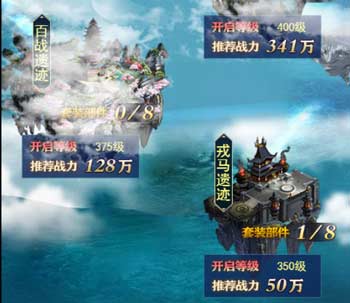 开启等级 400级
推荐战力 341万
百战遗迹
套装部件 0/8
开启等级 375级
推荐战力 128万
戎马遗迹
套装部件 1/8
开启等级 350级
推荐战力 50万